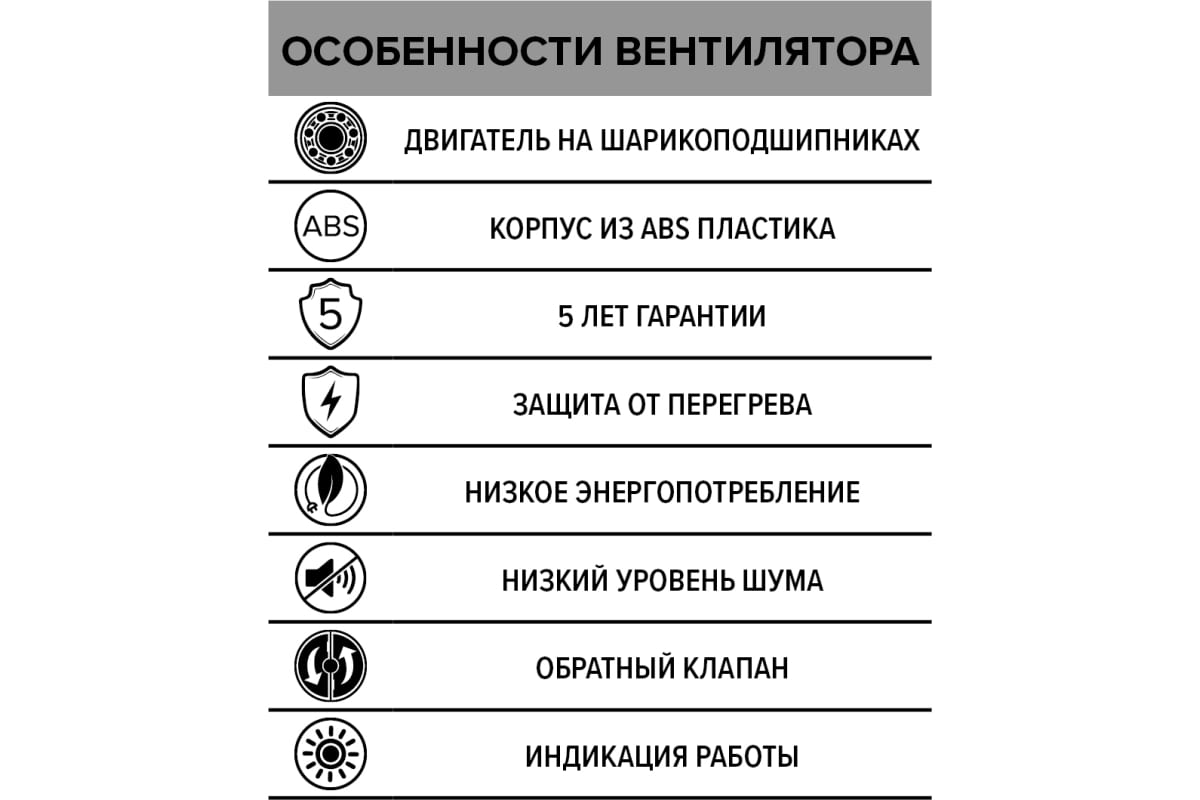 ОСОБЕННОСТИ ВЕНТИЛЯТОРА
ДВИГАТЕЛЬ НА ШАРИКОПОДШИПНИКАХ
ABS
КОРПУС ИЗ ABS ПЛАСТИКА
5
5 ЛЕТ ГАРАНТИИ
ЗАЩИТА ОТ ПЕРЕГРЕВА
НИЗКОЕ ЭНЕРГОПОТРЕБЛЕНИЕ
НИЗКИЙ УРОВЕНЬ ШУМА
ОБРАТНЫЙ КЛАПАН
ИНДИКАЦИЯ РАБОТЫ